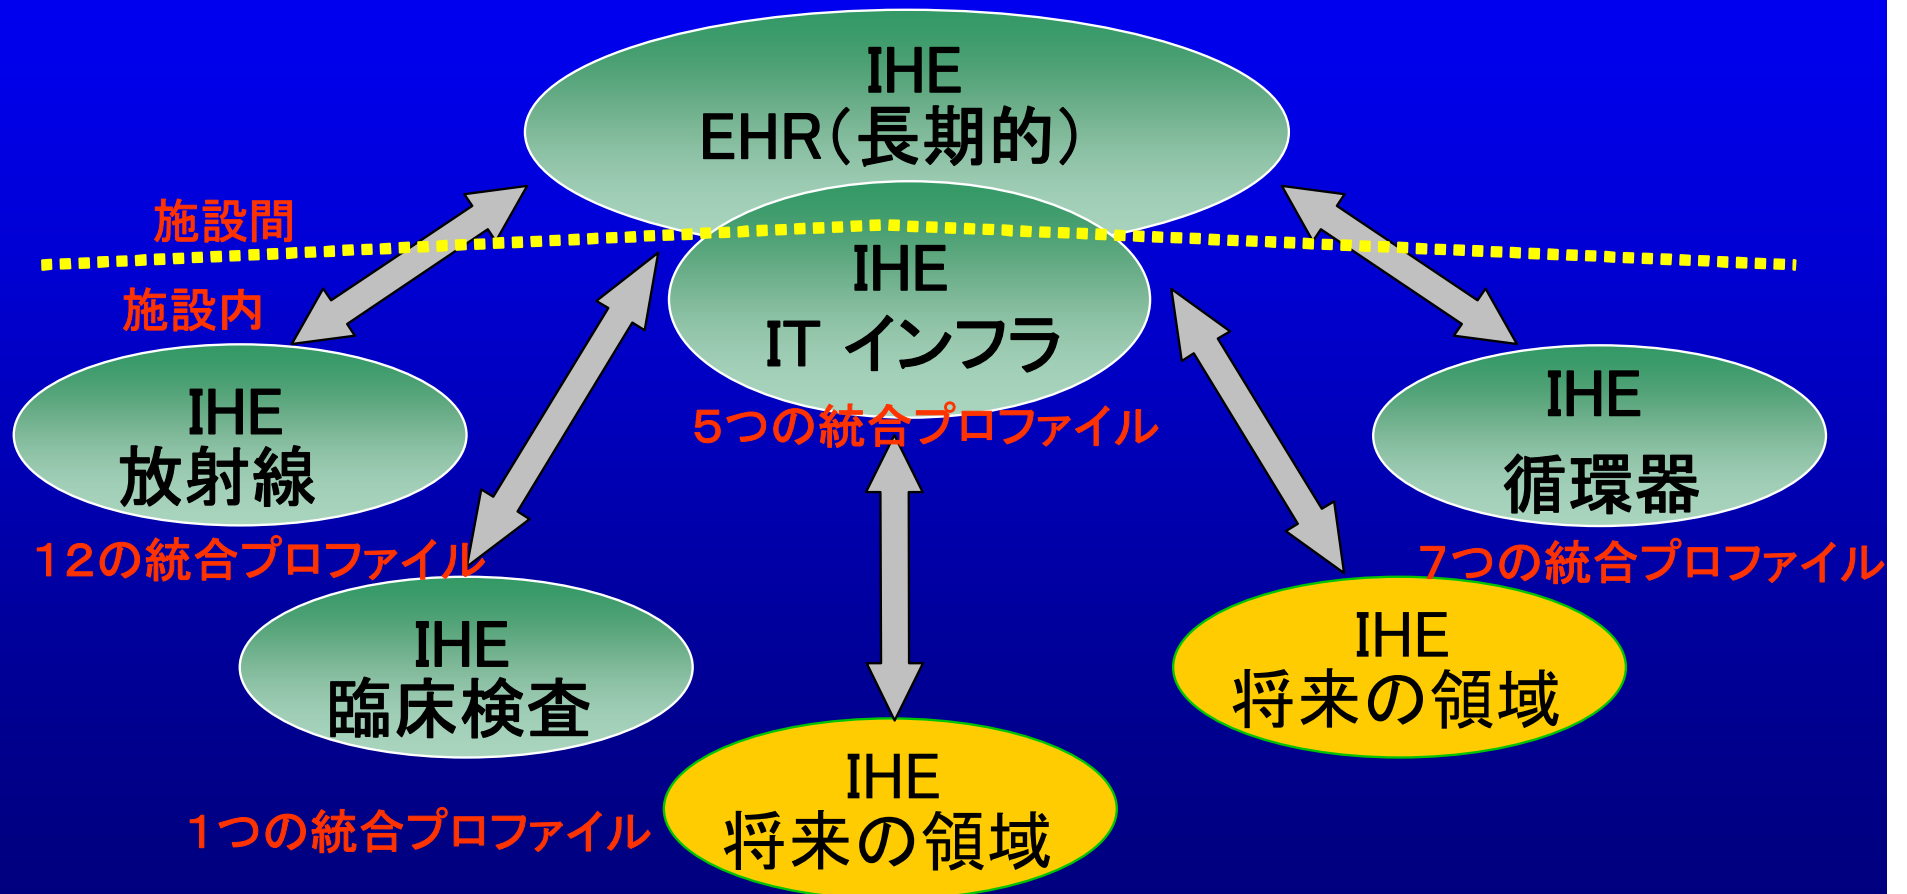 IHE
EHR(長期的)
施設間
施設内
IHE
IT インフラ
5つの統合プロファイル
IHE
放射線
12の統合プロファイル
IHE
循環器
7つの統合プロファイル
IHE
臨床検査
1つの統合プロファイル
IHE
将来の領域
IHE
将来の領域